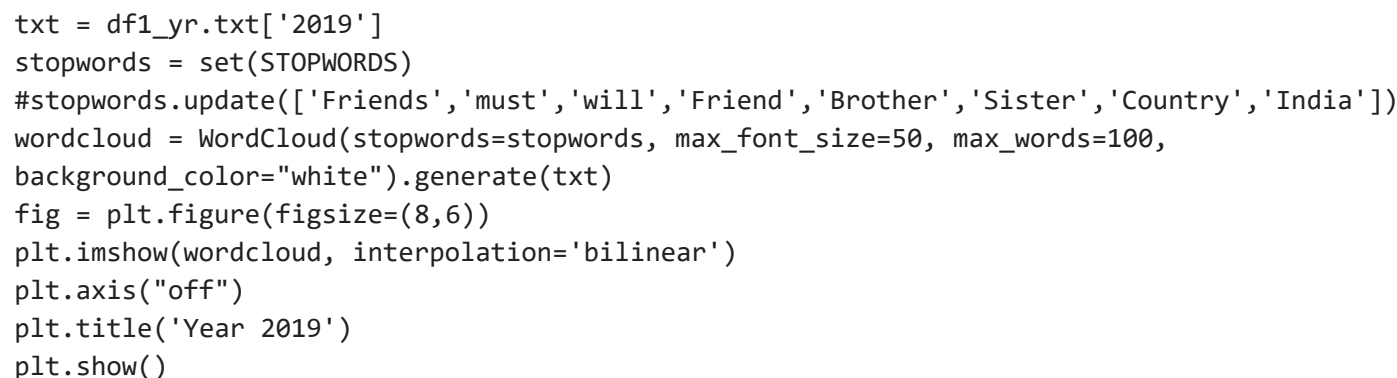 txt = df1_yr.txt['2019']
stopwords = set(STOPWORDS)
#stopwords.update(['Friends','must','will','Friend','Brother','Sister','Country','India'])
wordcloud = WordCloud(stopwords=stopwords, max_font_size=50, max_words=100,
background_color="white").generate(txt)
fig = plt.figure(figsize=(8,6))
plt.imshow(wordcloud, interpolation='bilinear')
plt.axis("off")
plt.title('Year 2019')
plt.show()